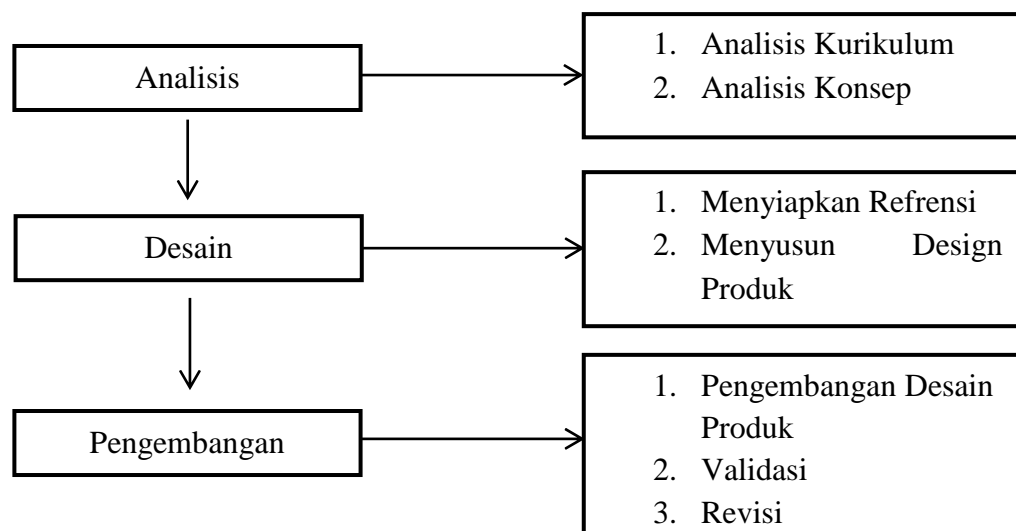 Analisis
1. Analisis Kurikulum
2. Analisis Konsep
Desain
1. Menyiapkan Refrensi
2. Menyusun Design
Produk
Pengembangan
1. Pengembangan Desain
Produk
2. Validasi
3. Revisi